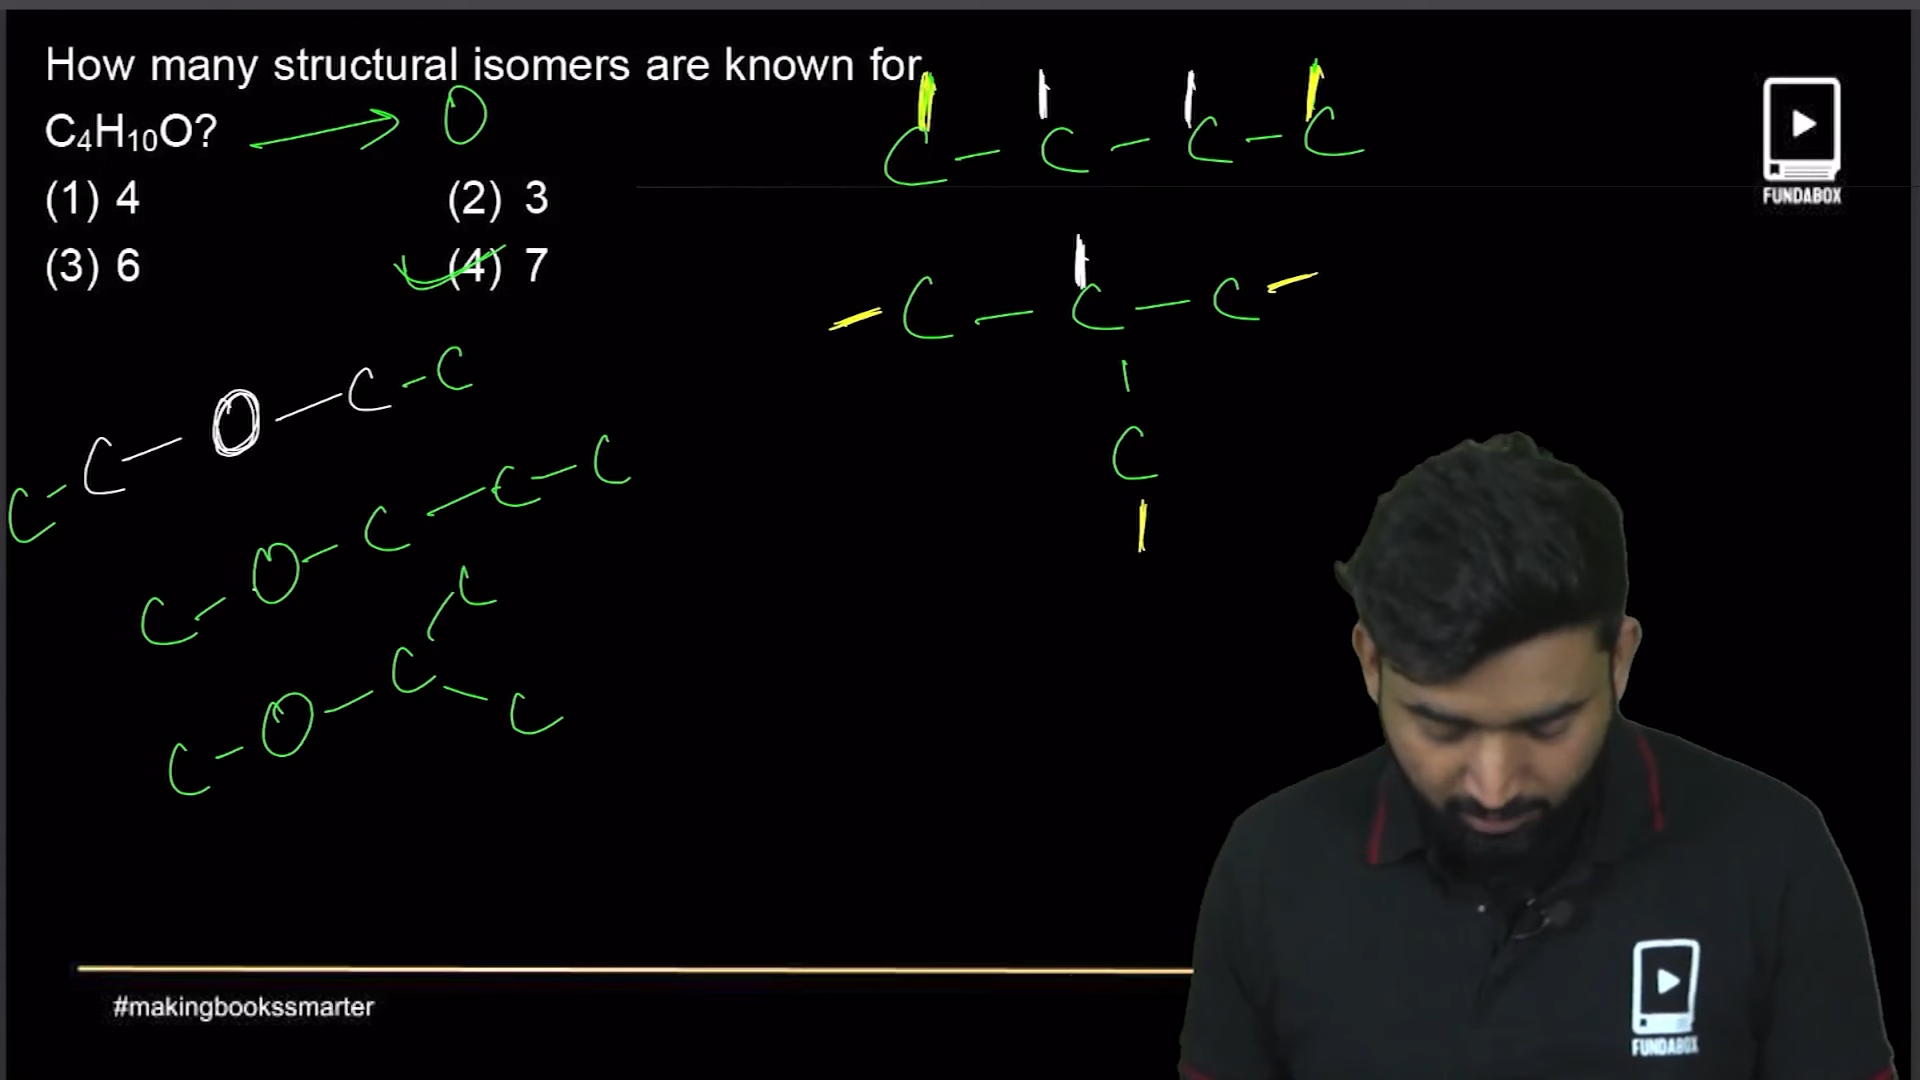 How many structural isomers are known for
C₄H₁₀O? → O
(1) 4 (2) 3
(3) 6 (4) 7
C - C - C - C
C - C - C
C
C - C - O - C - C
C - O - C - C - C
C
C - O - C - C
FUNDABOX
#makingbookssmarter
FUNDABOX